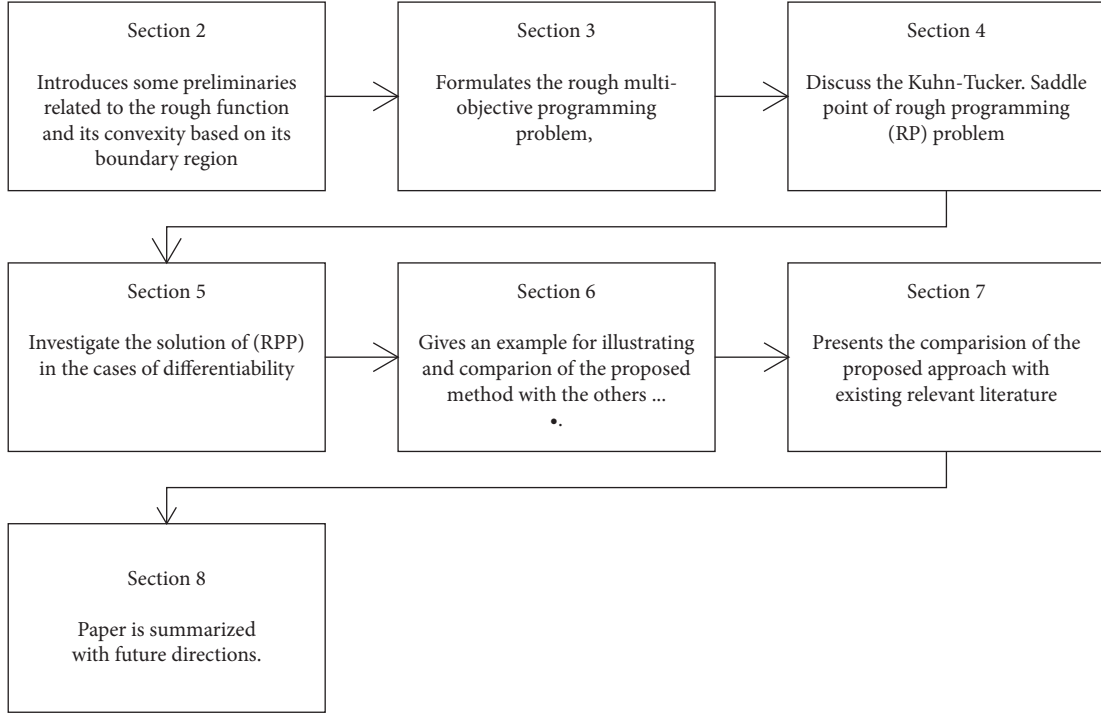 Section 2
Introduces some preliminaries
related to the rough function
and its convexity based on its
boundary region
Section 3
Formulates the rough multi-
objective programming
problem,
Section 4
Discuss the Kuhn-Tucker. Saddle
point of rough programming
(RP) problem
Section 5
Investigate the solution of (RPP)
in the cases of differentiability
Section 6
Gives an example for illustrating
and comparion of the proposed
method with the others ...
•.
Section 7
Presents the comparision of the
proposed approach with
existing relevant literature
Section 8
Paper is summarized
with future directions.